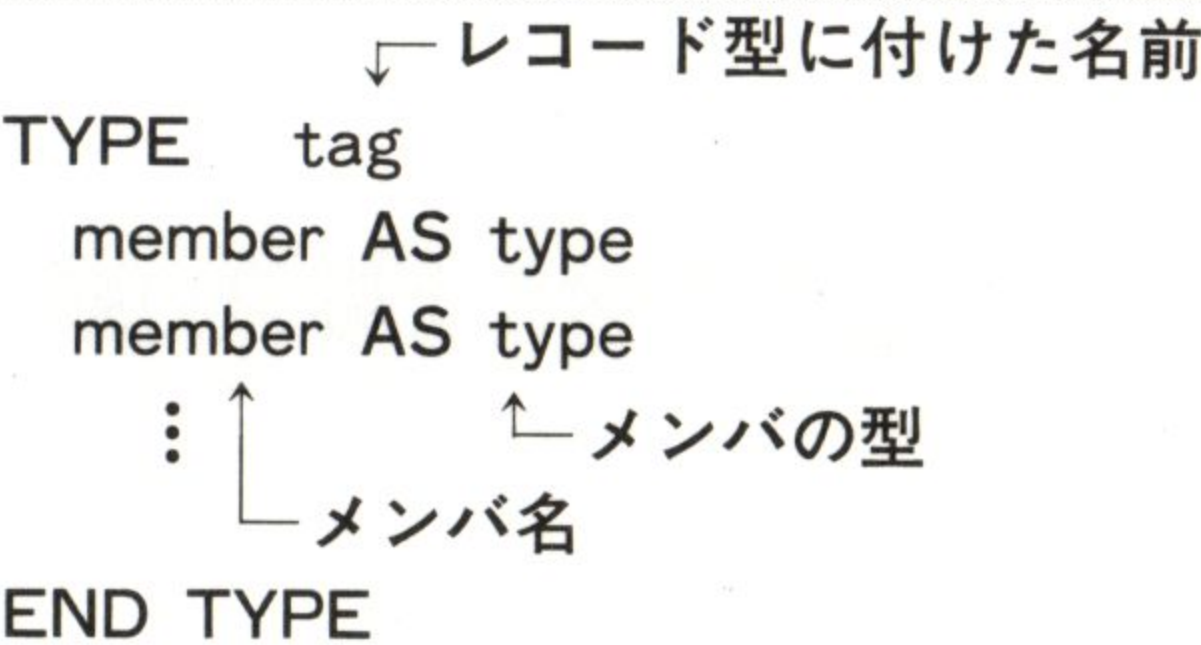 レコード型に付けた名前
TYPE tag
member AS type
member AS type
⋮
メンバの型
メンバ名
END TYPE